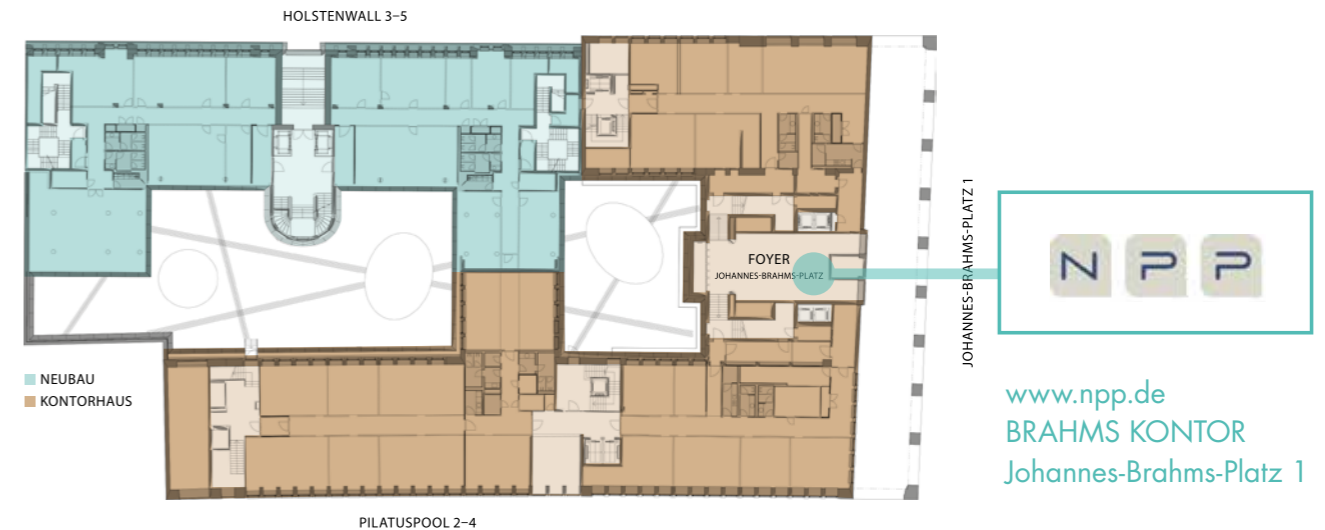 HOLSTENWALL 3–5
FOYER
JOHANNES-BRAHMS-PLATZ
JOHANNES-BRAHMS-PLATZ 1
NPP
NEUBAU
KONTORHAUS
www.npp.de
BRAHMS KONTOR
Johannes-Brahms-Platz 1
PILATUSPOOL 2–4